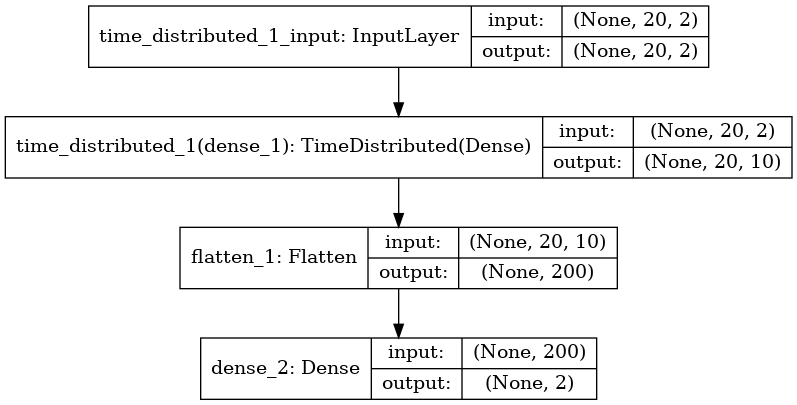 time_distributed_1_input: InputLayer
input:
(None, 20, 2)
output:
(None, 20, 2)
time_distributed_1(dense_1): TimeDistributed(Dense)
input:
(None, 20, 2)
output:
(None, 20, 10)
flatten_1: Flatten
input:
(None, 20, 10)
output:
(None, 200)
dense_2: Dense
input:
(None, 200)
output:
(None, 2)